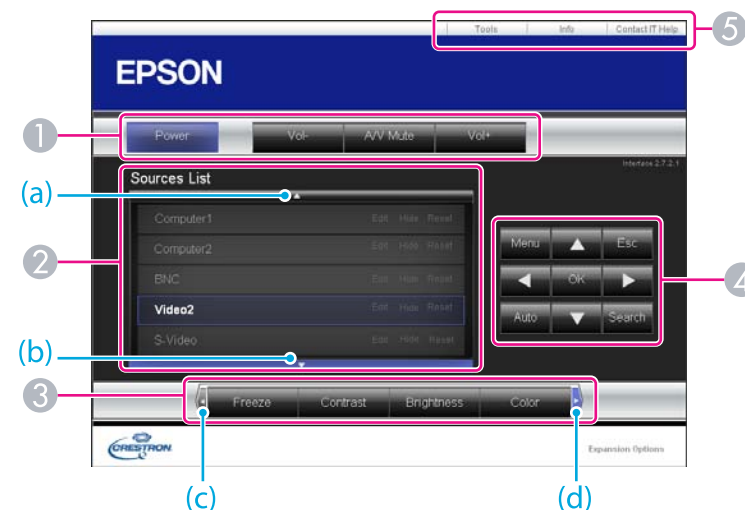 Tools Info Contact IT Help
5
EPSON
1
Power Vol- A/V Mute Vol+
Interface 2.7.2.1
Sources List
(a)
Computer1 Edit Hide Reset
Computer2 Edit Hide Reset
2
BNC Edit Hide Reset
Video2 Edit Hide Reset
S-Video Edit Hide Reset
(b)
Menu Esc
OK
4
Auto Search
3
Freeze Contrast Brightness Color
CRESTRON
Expansion Options
(c) (d)